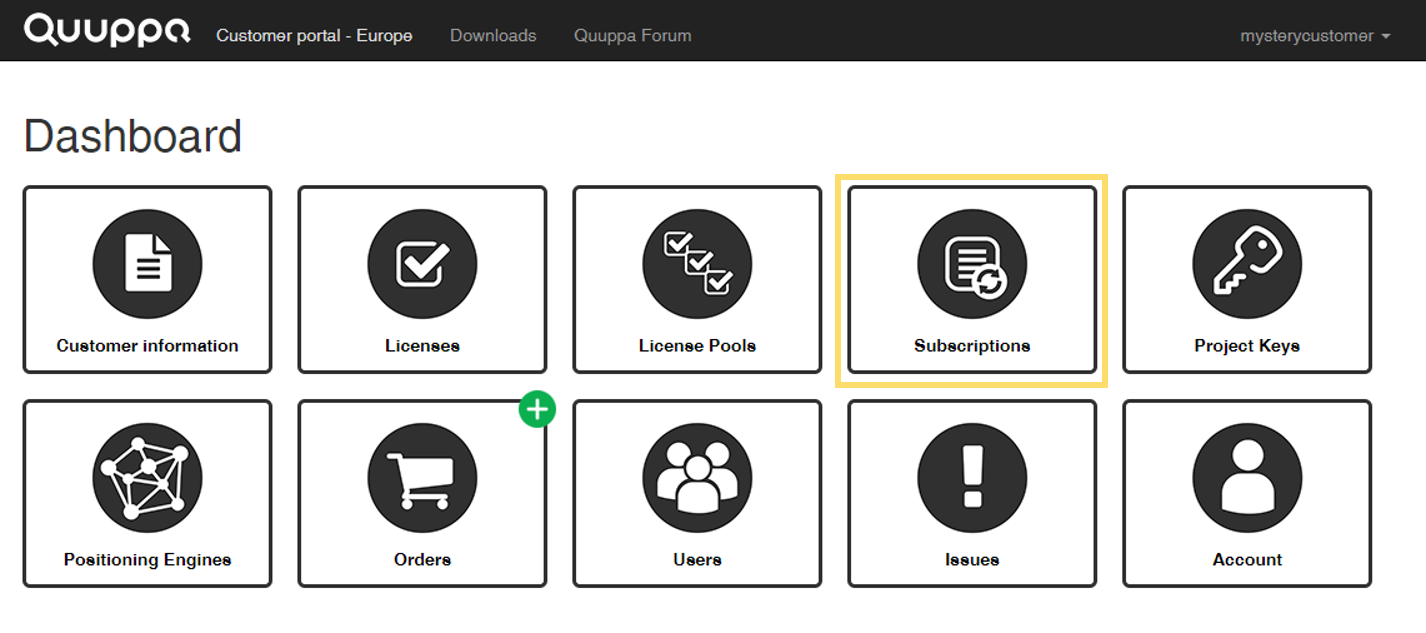 Quuppa Customer portal - Europe Downloads Quuppa Forum mysterycustomer
Dashboard
Customer information Licenses License Pools Subscriptions Project Keys
Positioning Engines Orders Users Issues Account